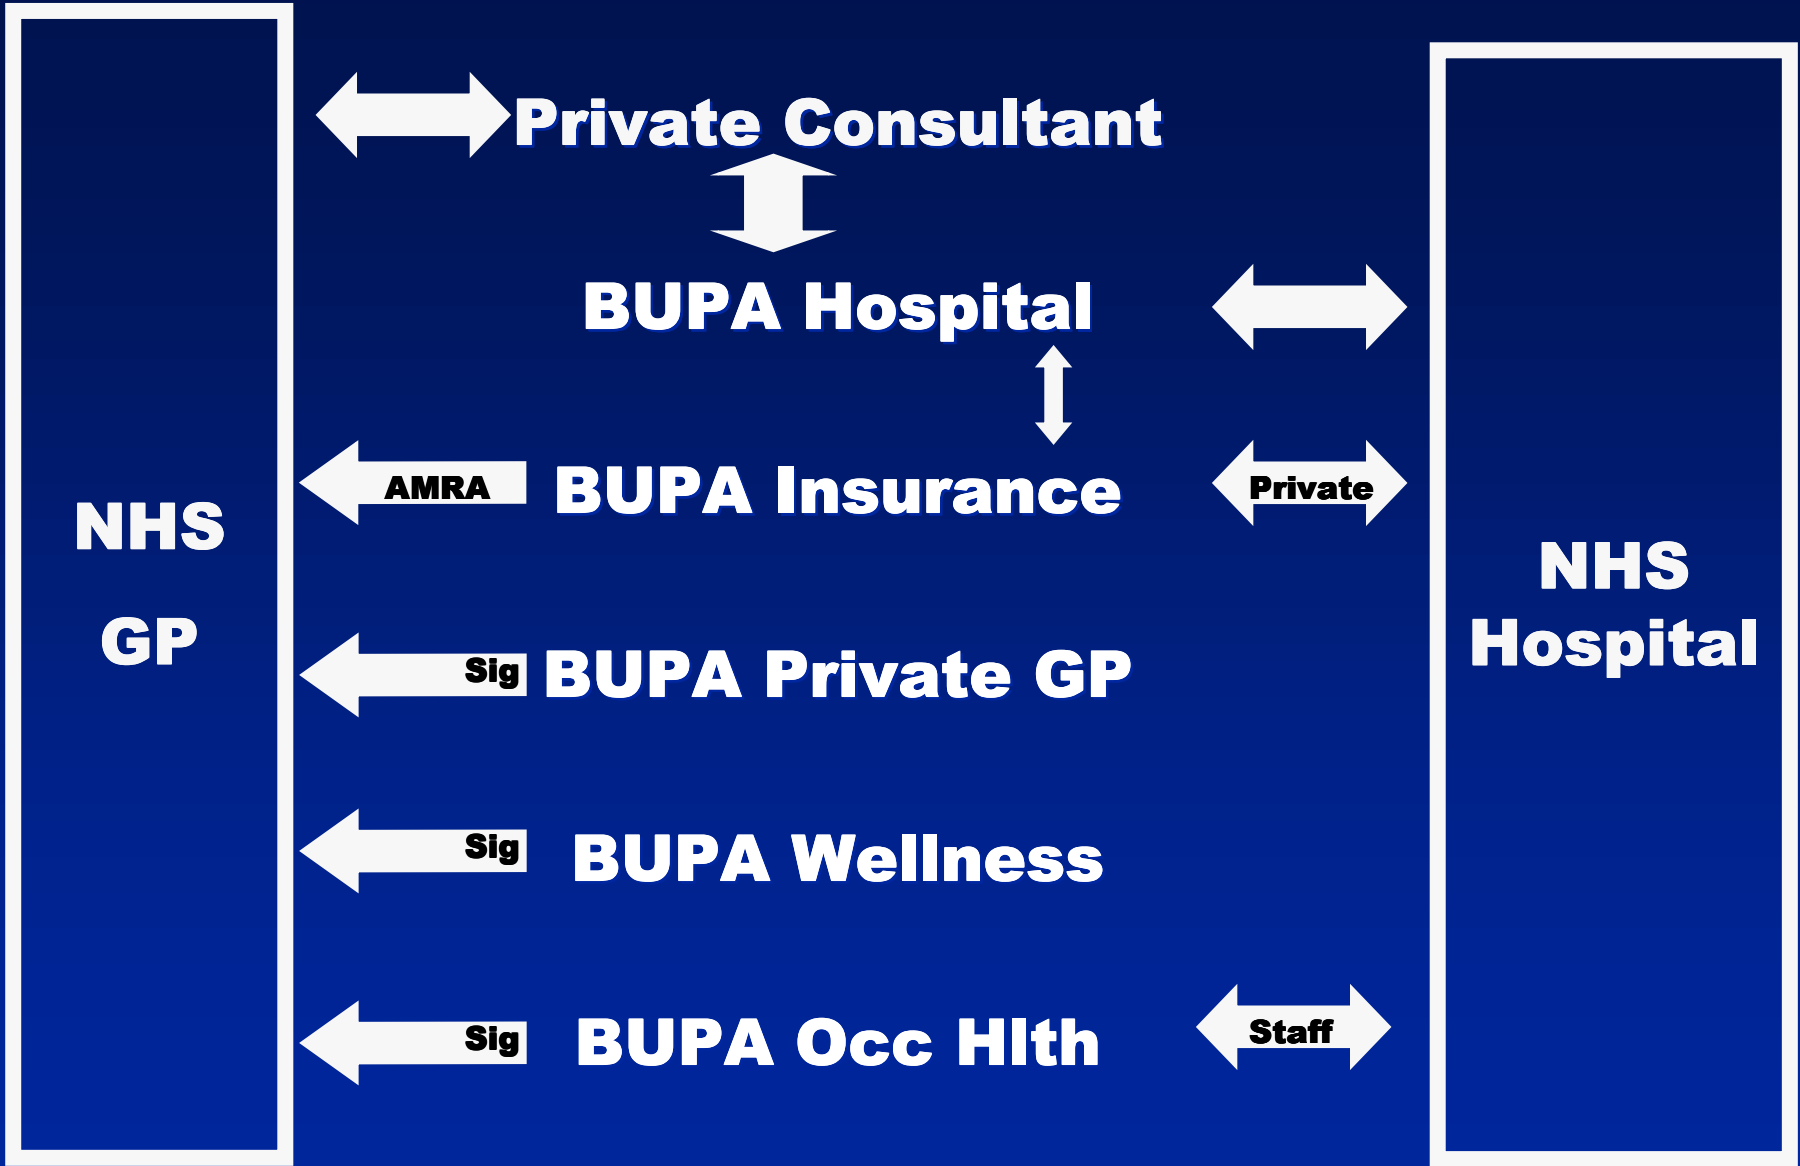 Private Consultant
BUPA Hospital
AMRA
BUPA Insurance
Private
NHS
GP
NHS
Hospital
Sig
BUPA Private GP
Sig
BUPA Wellness
Sig
BUPA Occ Hlth
Staff